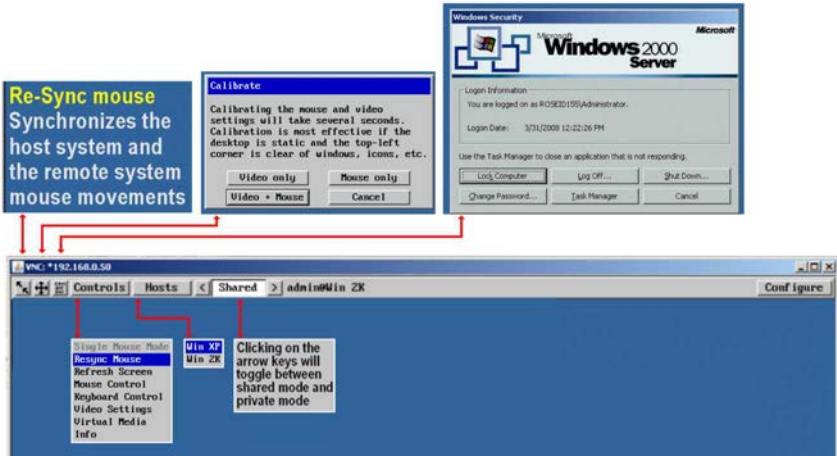 Re-Sync mouse
Synchronizes the
host system and
the remote system
mouse movements
Calibrate
Calibrating the mouse and video
settings will take several seconds.
Calibration is most effective if the
desktop is static and the top-left
corner is clear of windows, icons, etc.
Video only
Mouse only
Video + Mouse
Cancel
Windows Security
Microsoft
Microsoft
Windows 2000
Server
Logon Information
You are logged on as ROSEID155\Administrator.
Logon Date: 3/31/2008 12:22:26 PM
Use the Task Manager to close an application that is not responding.
Lock Computer
Log Off...
Shut Down...
Change Password...
Task Manager
Cancel
VNC: *192.168.0.50
Controls
Hosts
<
Shared
>
admin@Win 2K
Configure
Single Mouse Mode
Resync Mouse
Refresh Screen
Mouse Control
Keyboard Control
Video Settings
Virtual Media
Info
Win XP
Win 2K
Clicking on the
arrow keys will
toggle between
shared mode and
private mode